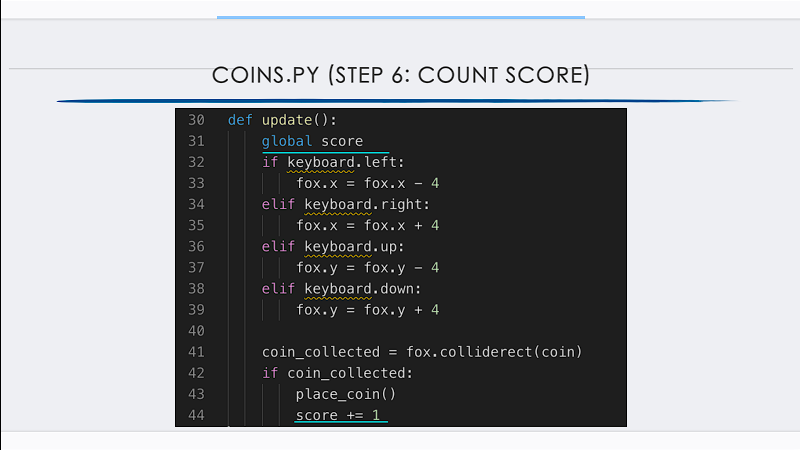 COINS.PY (STEP 6: COUNT SCORE)
30 def update():
31     global score
32     if keyboard.left:
33         fox.x = fox.x - 4
34     elif keyboard.right:
35         fox.x = fox.x + 4
36     elif keyboard.up:
37         fox.y = fox.y - 4
38     elif keyboard.down:
39         fox.y = fox.y + 4
40
41     coin_collected = fox.colliderect(coin)
42     if coin_collected:
43         place_coin()
44         score += 1